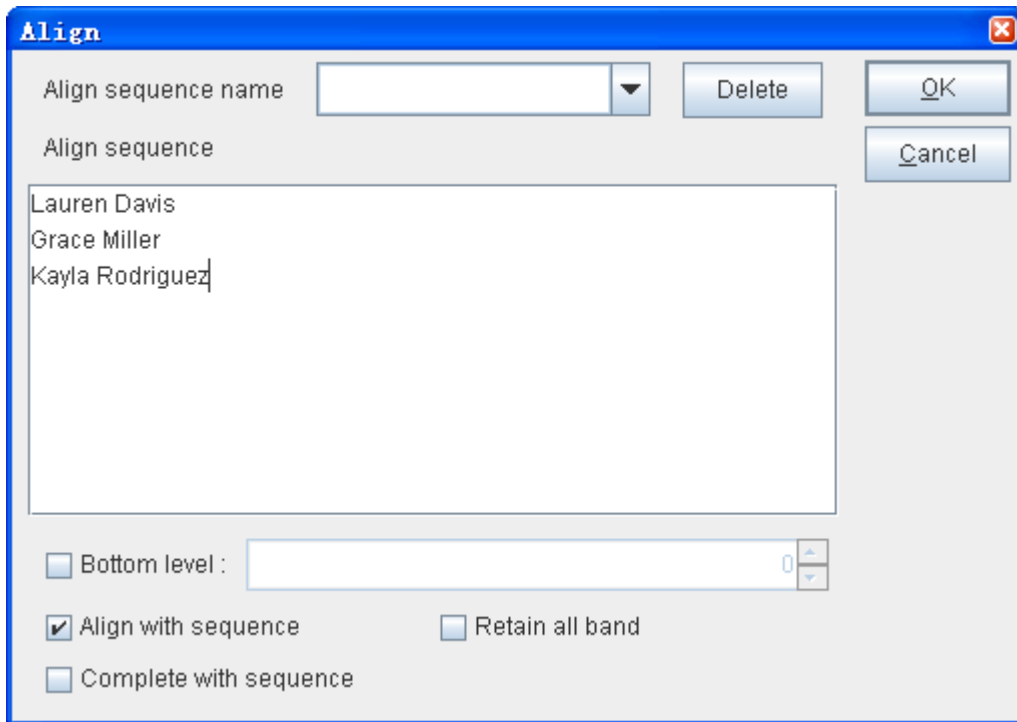 Align
Align sequence name
Delete
OK
Align sequence
Cancel
Lauren Davis
Grace Miller
Kayla Rodriguez
Bottom level :
0
Align with sequence
Retain all band
Complete with sequence